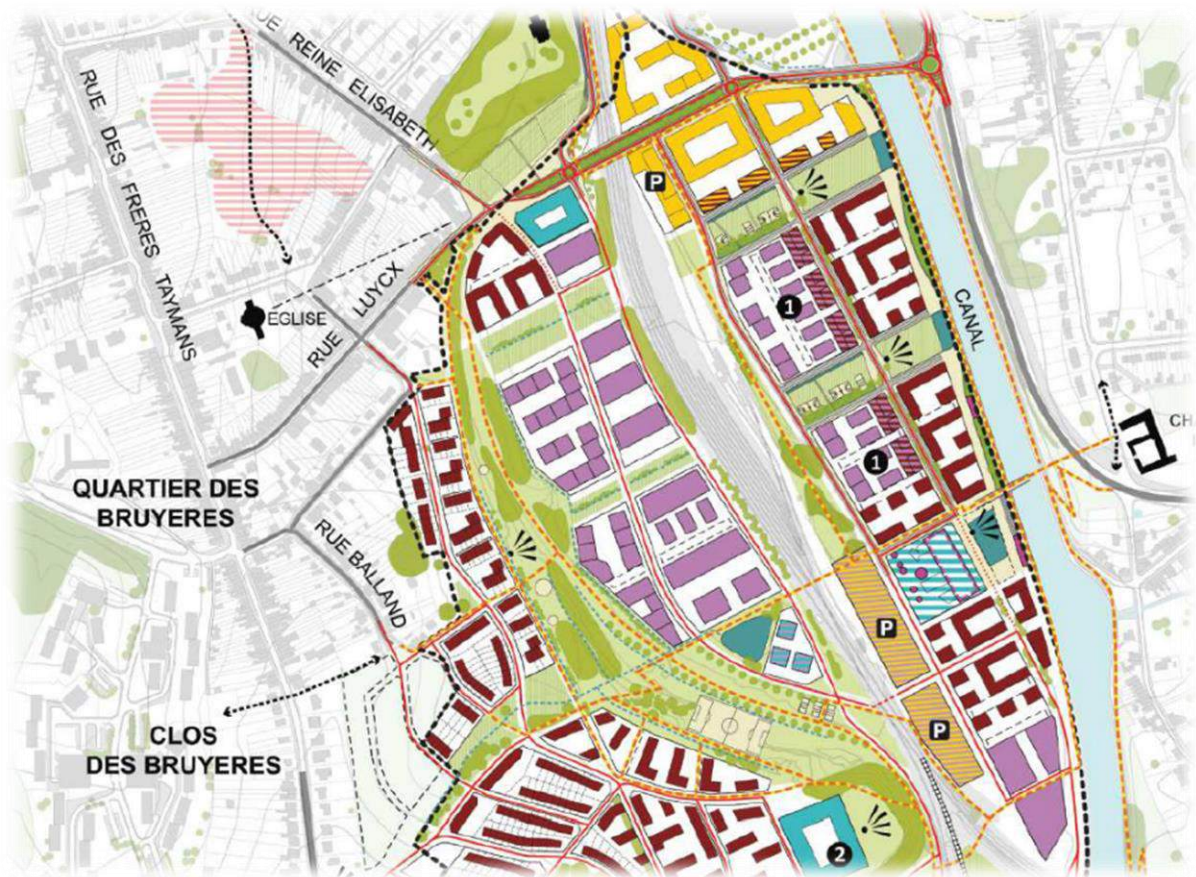 RUE REINE ELISABETH
RUE DES FRERES TAYMANS
P
EGLISE
RUE LUYCX
1
CANAL
CH
1
QUARTIER DES
BRUYERES
RUE BALLAND
P
CLOS
DES BRUYERES
P
2